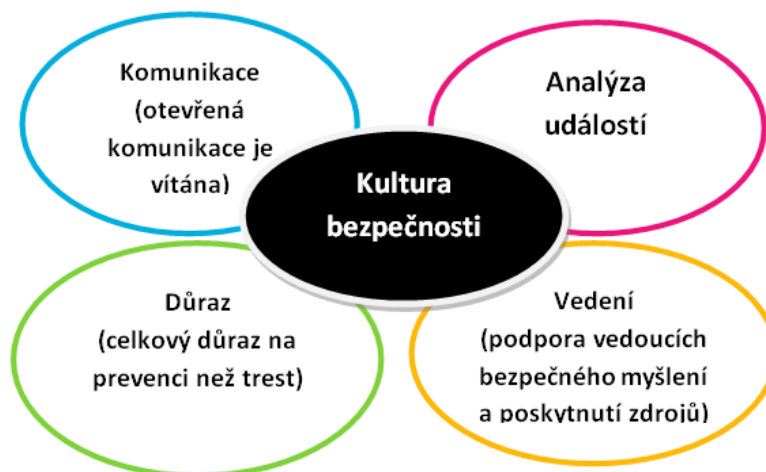 Komunikace
(otevřená
komunikace je
vítána)
Analýza
událostí
Kultura
bezpečnosti
Důraz
(celkový důraz na
prevenci než trest)
Vedení
(podpora vedoucích
bezpečného myšlení
a poskytnutí zdrojů)